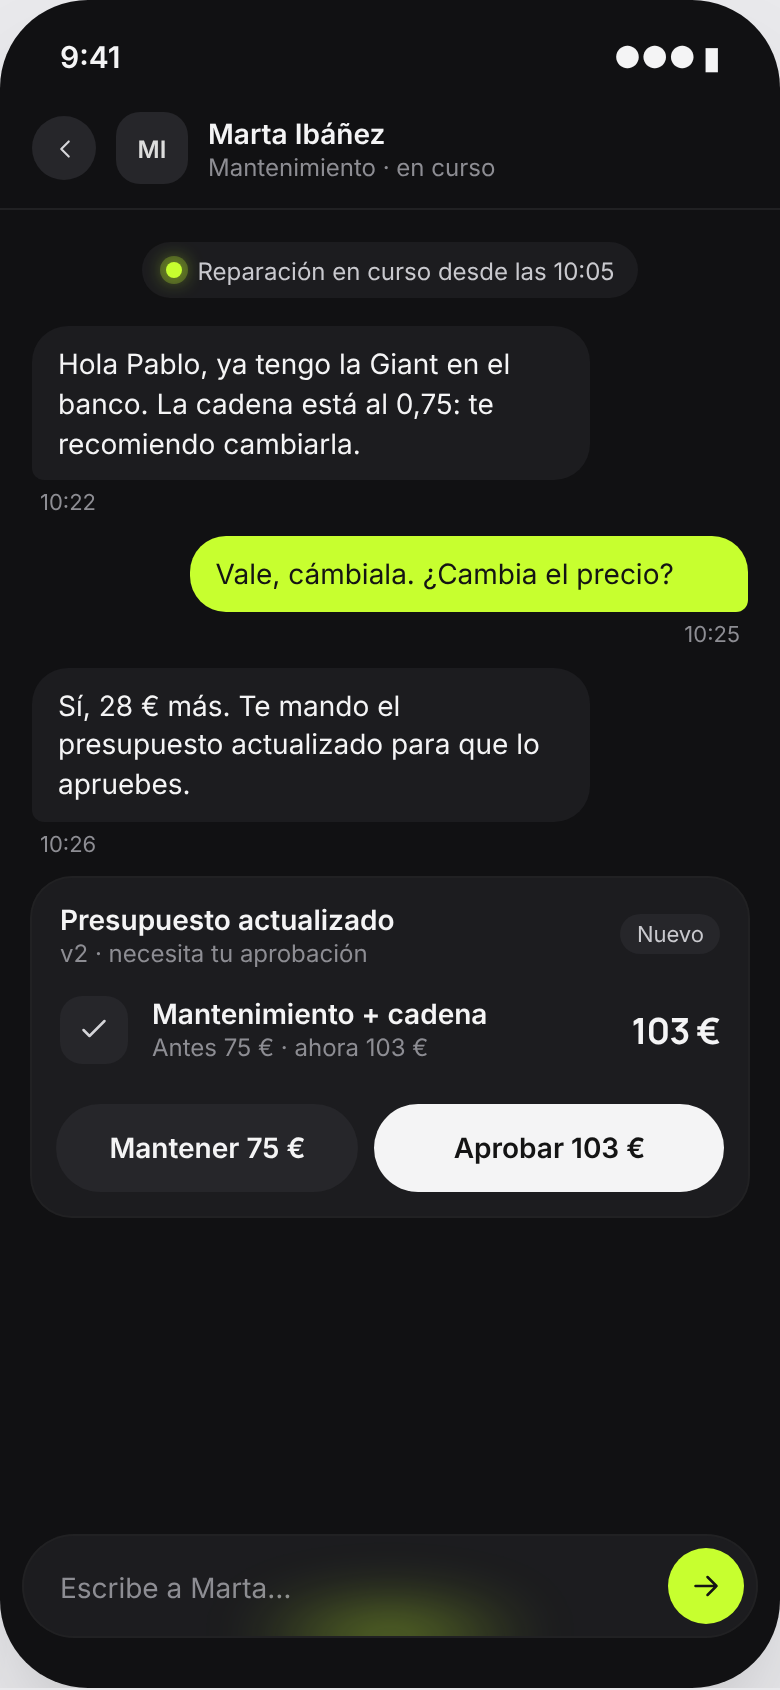 9:41
MI
Marta Ibáñez
Mantenimiento · en curso
Reparación en curso desde las 10:05
Hola Pablo, ya tengo la Giant en el
banco. La cadena está al 0,75: te
recomiendo cambiarla.
10:22
Vale, cámbiala. ¿Cambia el precio?
10:25
Sí, 28 € más. Te mando el
presupuesto actualizado para que lo
apruebes.
10:26
Presupuesto actualizado
Nuevo
v2 · necesita tu aprobación
Mantenimiento + cadena
103 €
Antes 75 € · ahora 103 €
Mantener 75 €
Aprobar 103 €
Escribe a Marta...